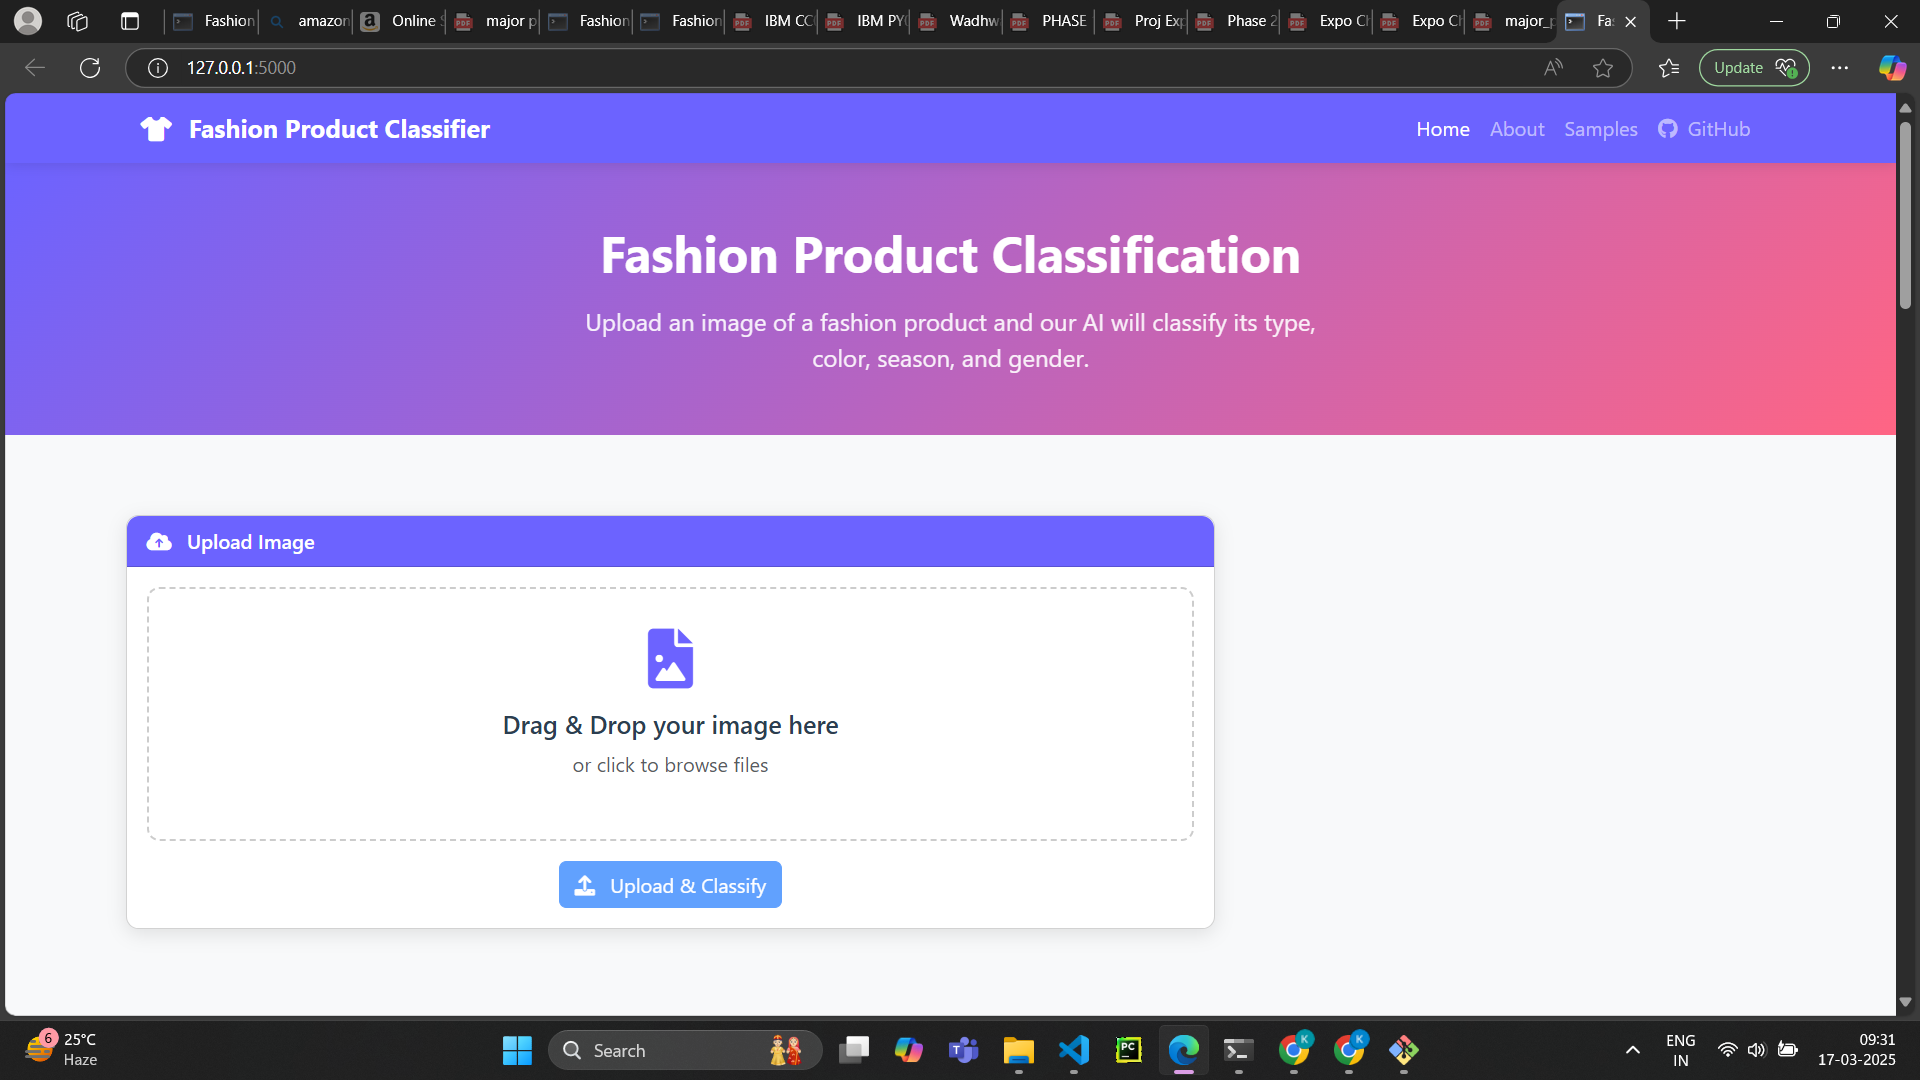 Fashion
amazon
Online S
major p
Fashion
Fashion
IBM CC
IBM PY
Wadhw
PHASE
Proj Exp
Phase 2
Expo Ch
Expo Ch
major_p
Fa
127.0.0.1:5000
Update
Fashion Product Classifier
Home
About
Samples
GitHub
Fashion Product Classification
Upload an image of a fashion product and our AI will classify its type,
color, season, and gender.
Upload Image
Drag & Drop your image here
or click to browse files
Upload & Classify
6
25°C
Haze
Search
ENG
IN
09:31
17-03-2025